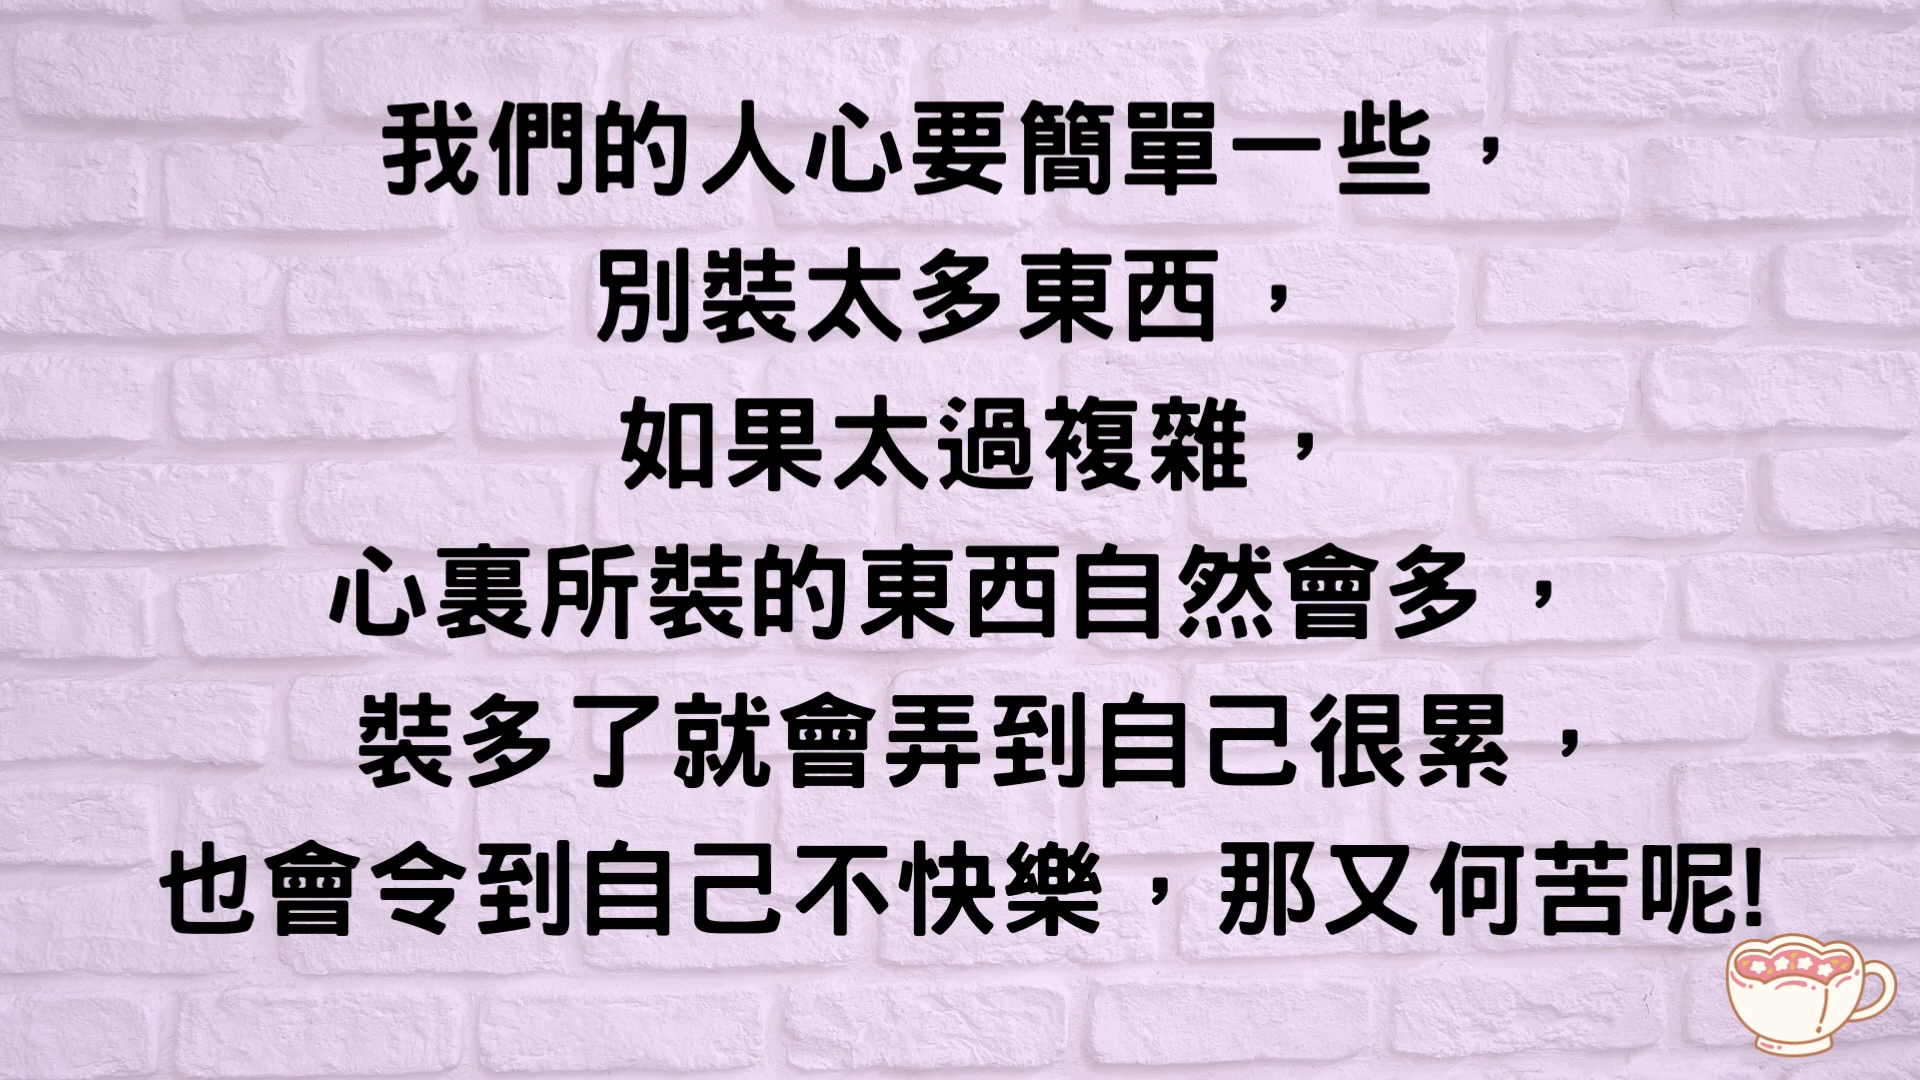 我們的人心要簡單一些，
別裝太多東西，
如果太過複雜，
心裏所裝的東西自然會多，
裝多了就會弄到自己很累，
也會令到自己不快樂，那又何苦呢!